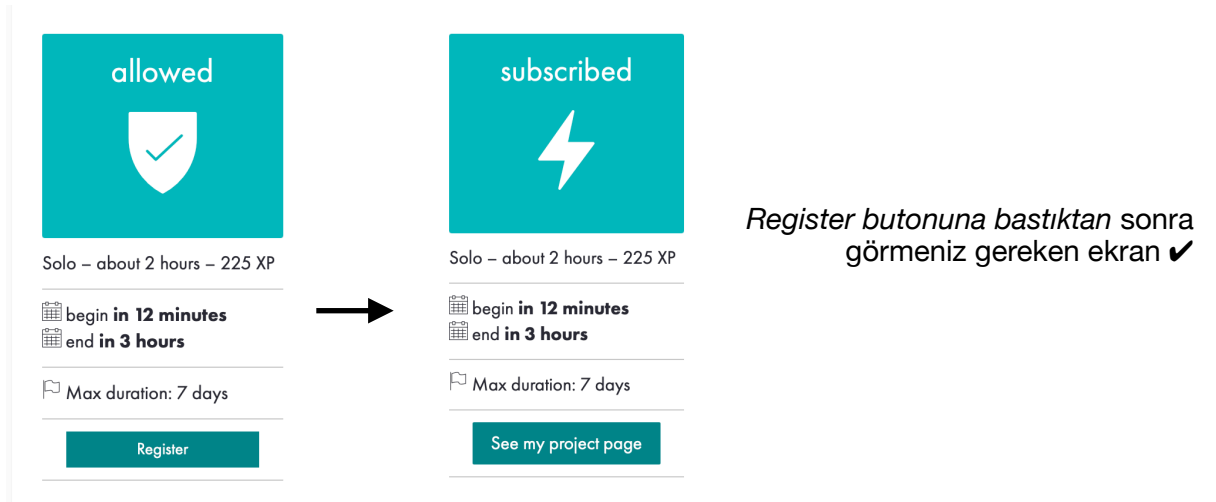 allowed
Solo – about 2 hours – 225 XP
begin in 12 minutes
end in 3 hours
Max duration: 7 days
Register
subscribed
Solo – about 2 hours – 225 XP
begin in 12 minutes
end in 3 hours
Max duration: 7 days
See my project page
Register butonuna bastıktan sonra
görmeniz gereken ekran ✔